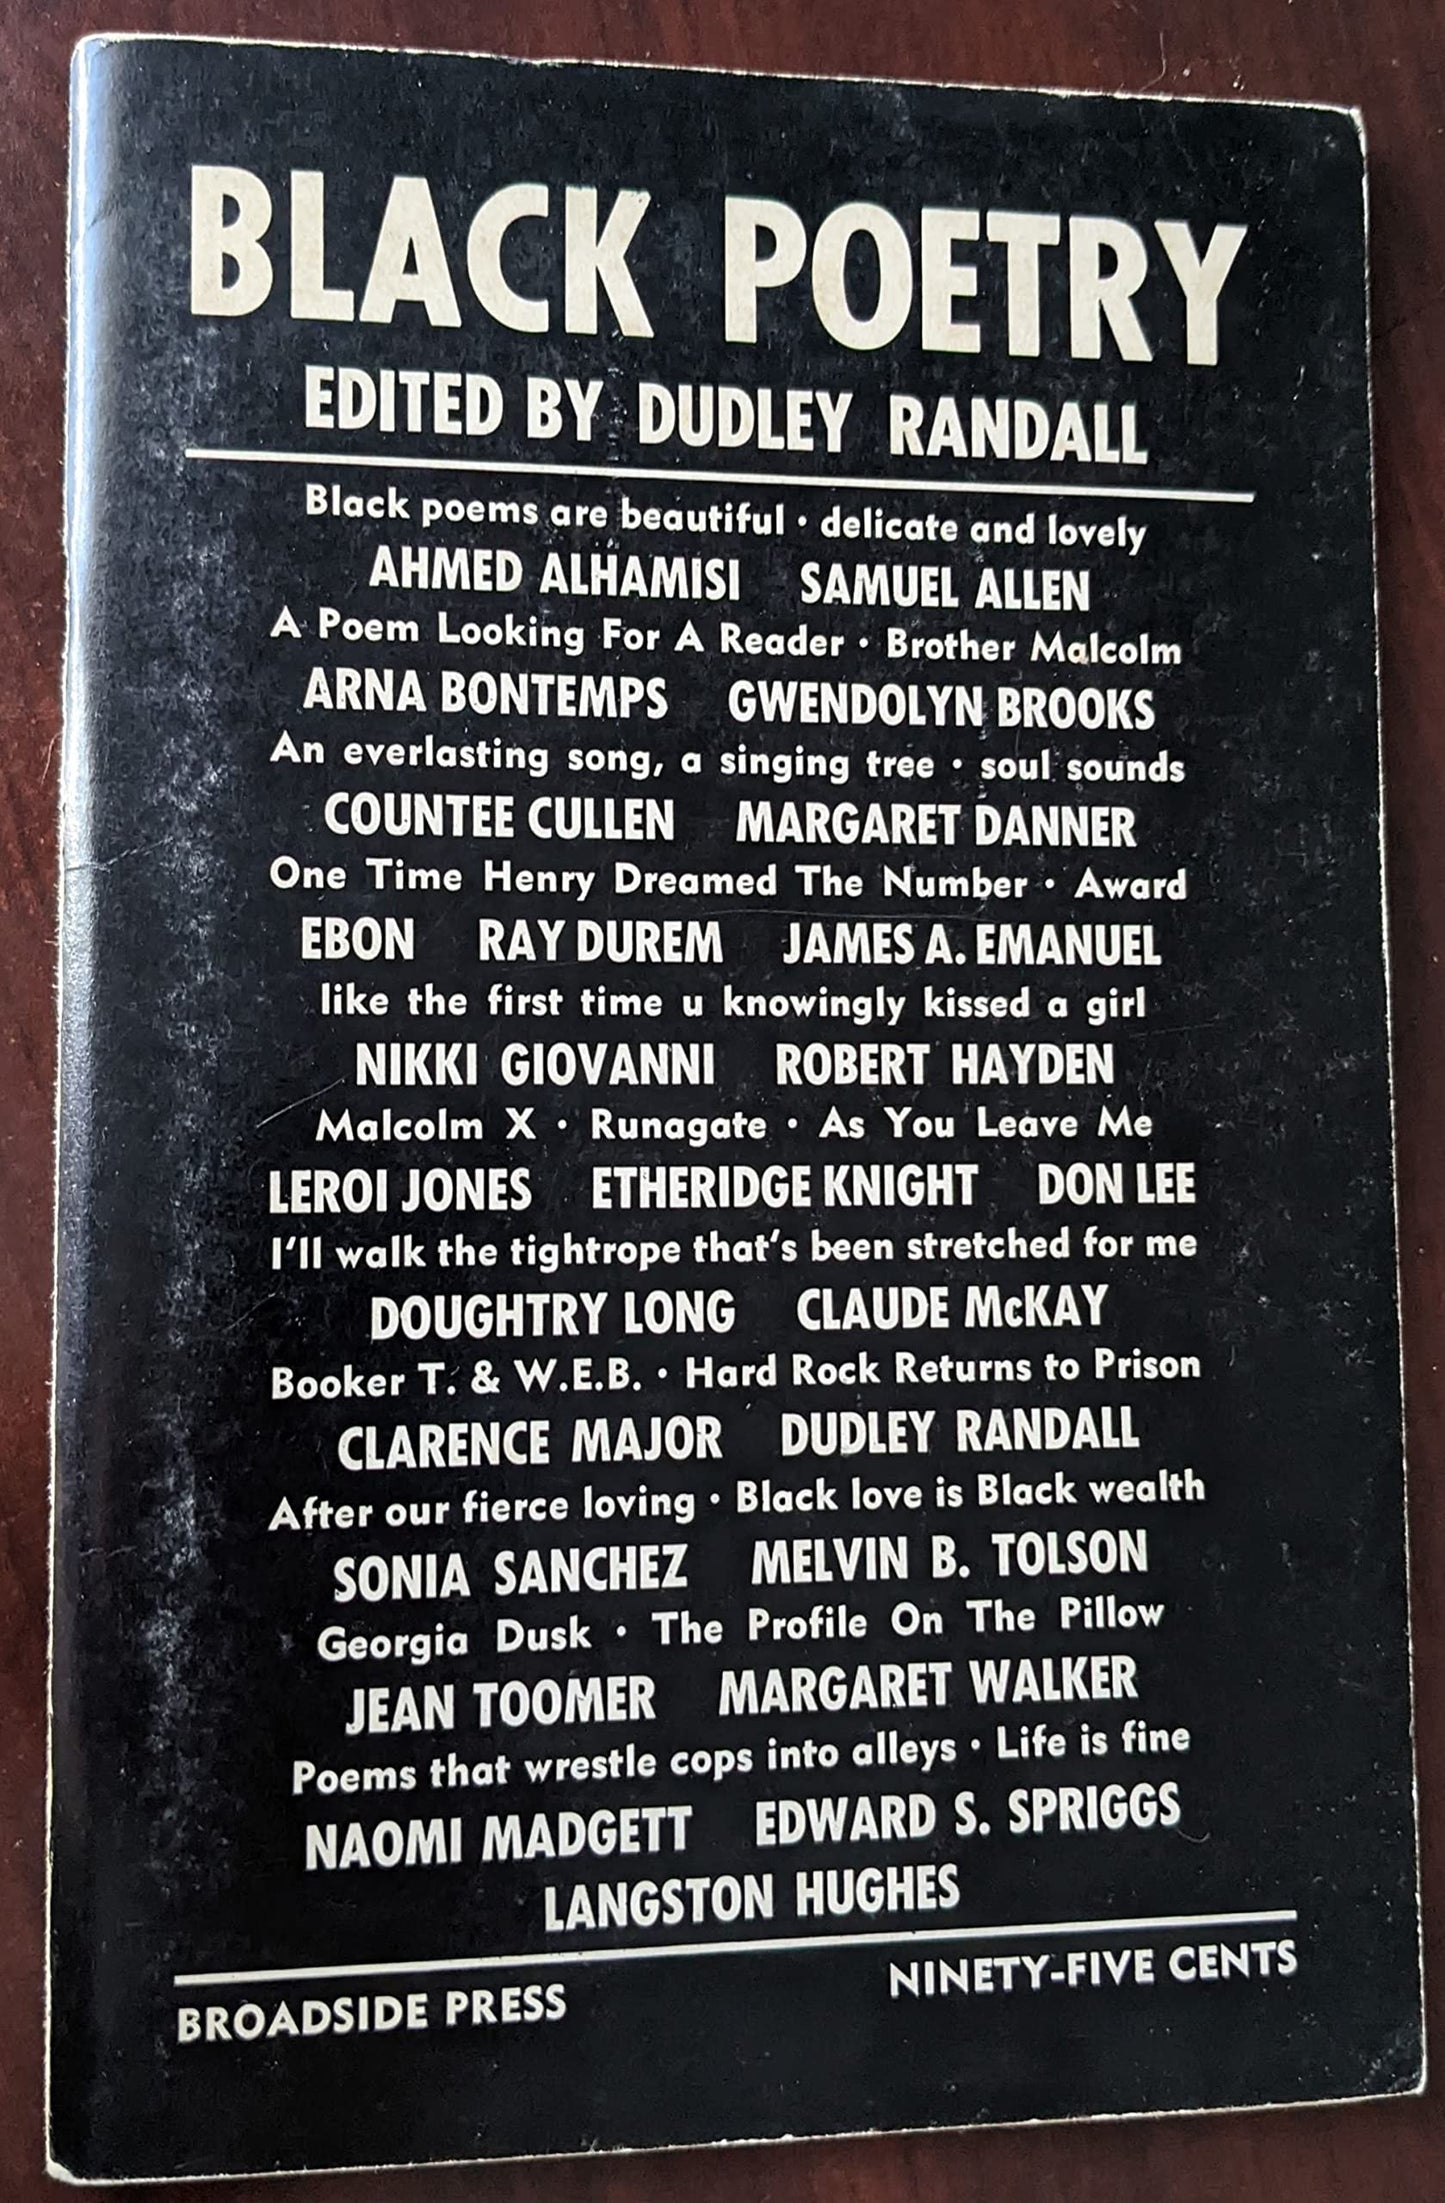 BLACK POETRY
EDITED BY DUDLEY RANDALL
Black poems are beautiful • delicate and lovely
AHMED ALHAMISI SAMUEL ALLEN
A Poem Looking For A Reader • Brother Malcolm
ARNA BONTEMPS GWENDOLYN BROOKS
An everlasting song, a singing tree • soul sounds
COUNTEE CULLEN MARGARET DANNER
One Time Henry Dreamed The Number • Award
EBON RAY DUREM JAMES A. EMANUEL
like the first time u knowingly kissed a girl
NIKKI GIOVANNI ROBERT HAYDEN
Malcolm X • Runagate • As You Leave Me
LEROI JONES ETHERIDGE KNIGHT DON LEE
I'll walk the tightrope that's been stretched for me
DOUGHTRY LONG CLAUDE McKAY
Booker T. & W.E.B. • Hard Rock Returns to Prison
CLARENCE MAJOR DUDLEY RANDALL
After our fierce loving • Black love is Black wealth
SONIA SANCHEZ MELVIN B. TOLSON
Georgia Dusk • The Profile On The Pillow
JEAN TOOMER MARGARET WALKER
Poems that wrestle cops into alleys • Life is fine
NAOMI MADGETT EDWARD S. SPRIGGS
LANGSTON HUGHES
BROADSIDE PRESS NINETY-FIVE CENTS